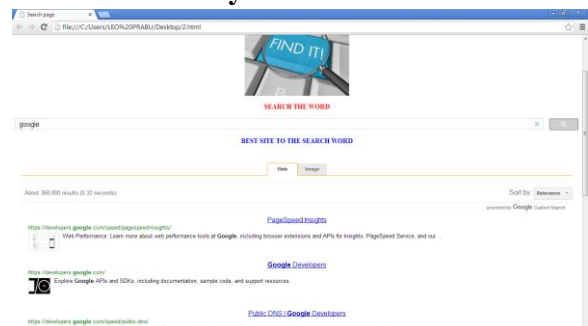 Search page
file:///C:/Users/LEO%20PRABU/Desktop/2.html
FIND IT!
SEARCH THE WORD
google
BEST SITE TO THE SEARCH WORD
Web Image
About 368,000 results (0.32 seconds) Sort by: Relevance
powered by Google Custom Search
PageSpeed Insights
https://developers.google.com/speed/pagespeed/insights/
Web Performance. Learn more about web performance tools at Google, including browser extensions and APIs for Insights, PageSpeed Service, and our ...
Google Developers
https://developers.google.com/
Explore Google APIs and SDKs, including documentation, sample code, and support resources.
Public DNS | Google Developers
https://developers.google.com/speed/public-dns/